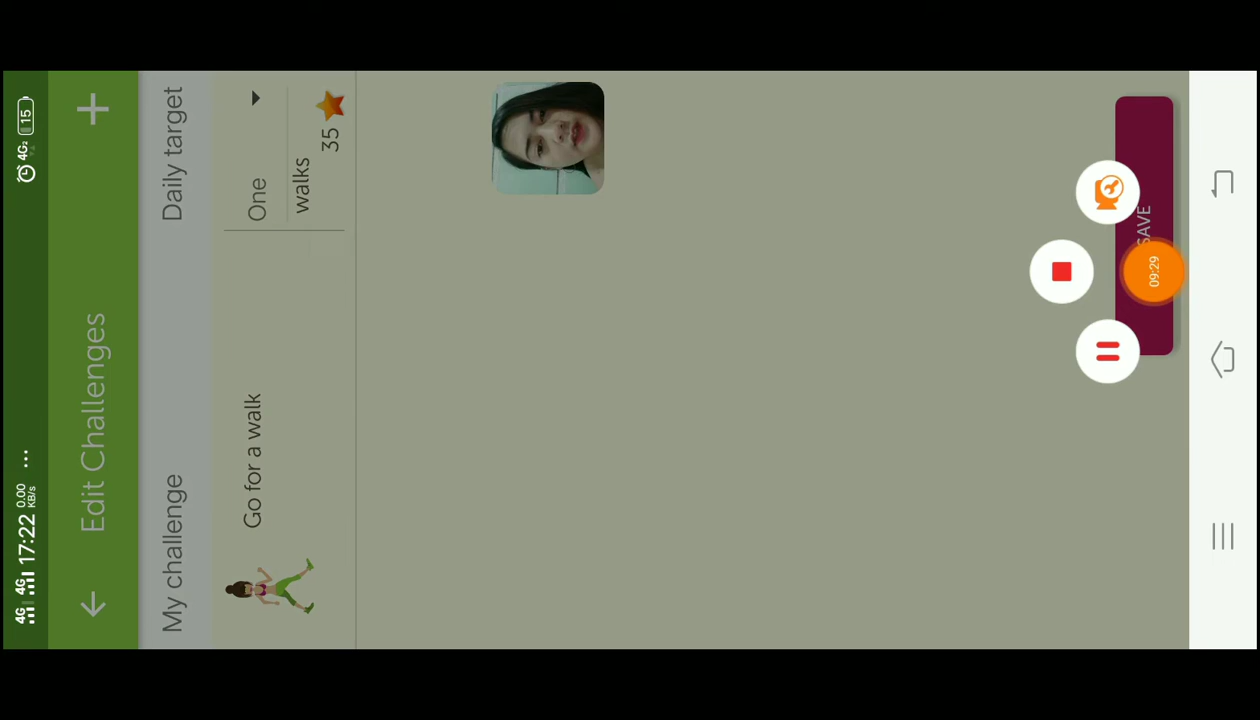 17:22 0.00 KB/s ... 4G2 15
Edit Challenges
My challenge Daily target
Go for a walk One
walks
35
SAVE
09:29